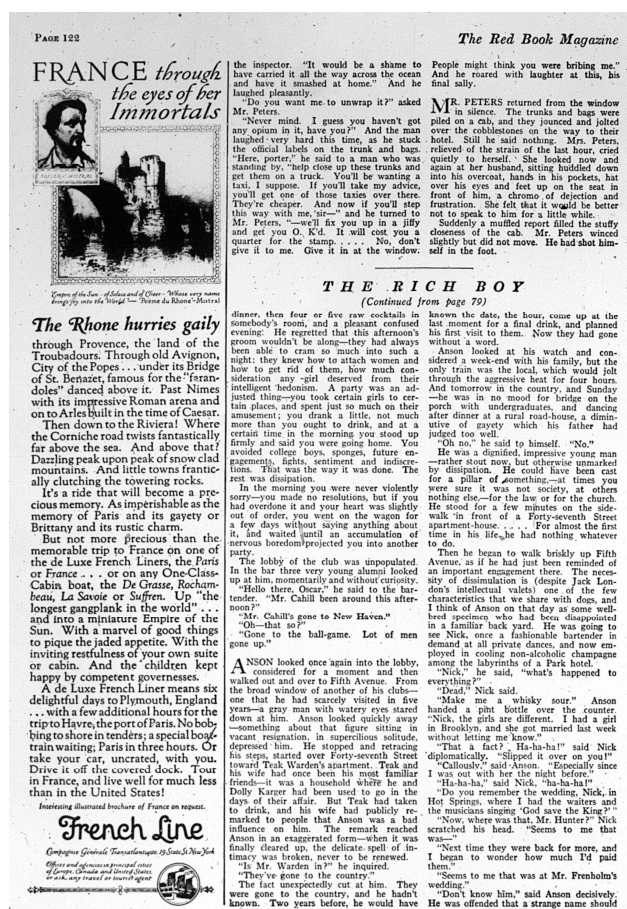 PAGE 122
The Red Book Magazine
FRANCE through
the eyes of her
Immortals
FREDERIC MISTRAL
"Empire of the Sun - of Solace and of Cheer - Whose very name
brings joy into the World" - "Poème du Rhone"-Mistral
The Rhone hurries gaily
through Provence, the land of the
Troubadours. Through old Avignon,
City of the Popes . . . under its Bridge
of St. Benazet, famous for the "faran-
doles" danced above it. Past Nimes
with its impressive Roman arena and
on to Arles built in the time of Caesar.
Then down to the Riviera! Where
the Corniche road twists fantastically
far above the sea. And above that?
Dazzling peak upon peak of snow clad
mountains. And little towns frantic-
ally clutching the towering rocks.
It's a ride that will become a pre-
cious memory. As imperishable as the
memory of Paris and its gayety or
Brittany and its rustic charm.
But not more precious than the
memorable trip to France on one of
the de Luxe French Liners, the Paris
or France . . . or on any One-Class-
Cabin boat, the De Grasse, Rocham-
beau, La Savoie or Suffren. Up "the
longest gangplank in the world" . . .
and into a miniature Empire of the
Sun. With a marvel of good things
to pique the jaded appetite. With the
inviting restfulness of your own suite
or cabin. And the children kept
happy by competent governesses.
A de Luxe French Liner means six
delightful days to Plymouth, England
. . . with a few additional hours for the
trip to Havre, the port of Paris. No bob-
bing to shore in tenders; a special boat-
train waiting; Paris in three hours. Or
take your car, uncrated, with you.
Drive it off the covered dock. Tour
in France, and live well for much less
than in the United States!
Interesting illustrated brochure of France on request.
French Line
Compagnie Générale Transatlantique, 19 State St. New York
Offices and agencies in principal cities
of Europe, Canada and United States,
or ask any travel or tourist agent
the inspector. "It would be a shame to
have carried it all the way across the ocean
and have it smashed at home." And he
laughed pleasantly.
"Do you want me to unwrap it?" asked
Mr. Peters.
"Never mind. I guess you haven't got
any opium in it, have you?" And the man
laughed very hard this time, as he stuck
the official labels on the trunk and bags.
"Here, porter," he said to a man who was
standing by, "help close up these trunks and
get them on a truck. You'll be wanting a
taxi, I suppose. If you'll take my advice,
you'll get one of those taxies over there.
They're cheaper. And now if you'll step
this way with me, sir—" and he turned to
Mr. Peters, "—we'll fix you up in a jiffy
and get you O. K'd. It will cost you a
quarter for the stamp. . . . . No, don't
give it to me. Give it in at the window.
People might think you were bribing me."
And he roared with laughter at this, his
final sally.
MR. PETERS returned from the window
in silence. The trunks and bags were
piled on a cab, and they jounced and jolted
over the cobblestones on the way to their
hotel. Still he said nothing. Mrs. Peters,
relieved of the strain of the last hour, cried
quietly to herself. She looked now and
again at her husband, sitting huddled down
into his overcoat, hands in his pockets, hat
over his eyes and feet up on the seat in
front of him, a chromo of dejection and
frustration. She felt that it would be better
not to speak to him for a little while.
Suddenly a muffled report filled the stuffy
closeness of the cab. Mr. Peters winced
slightly but did not move. He had shot him-
self in the foot.
THE RICH BOY
(Continued from page 79)
dinner, then four or five raw cocktails in
somebody's room, and a pleasant confused
evening: He regretted that this afternoon's
groom wouldn't be along—they had always
been able to cram so much into such a
night: they knew how to attach women and
how to get rid of them, how much con-
sideration any girl deserved from their
intelligent hedonism. A party was an ad-
justed thing—you took certain girls to cer-
tain places, and spent just so much on their
amusement; you drank a little, not much
more than you ought to drink, and at a
certain time in the morning you stood up
firmly and said you were going home. You
avoided college boys, sponges, future en-
gagements, fights, sentiment and indiscre-
tions. That was the way it was done. The
rest was dissipation.
In the morning you were never violently
sorry—you made no resolutions, but if you
had overdone it and your heart was slightly
out of order, you went on the wagon for
a few days without saying anything about
it, and waited until an accumulation of
nervous boredom projected you into another
party.
The lobby of the club was unpopulated.
In the bar three very young alumni looked
up at him, momentarily and without curiosity.
"Hello there, Oscar," he said to the bar-
tender. "Mr. Cahill been around this after-
noon?"
"Mr. Cahill's gone to New Haven."
"Oh—that so?"
"Gone to the ball-game. Lot of men
gone up."
ANSON looked once again into the lobby,
considered for a moment and then
walked out and over to Fifth Avenue. From
the broad window of one of his clubs—
one that he had scarcely visited in five
years—a gray man with watery eyes stared
down at him. Anson looked quickly away
—something about that figure sitting in
vacant resignation, in supercilious solitude,
depressed him. He stopped and retracing
his steps, started over Forty-seventh Street
toward Teak Warden's apartment. Teak and
his wife had once been his most familiar
friends—it was a household where he and
Dolly Karger had been used to go in the
days of their affair. But Teak had taken
to drink, and his wife had publicly re-
marked to people that Anson was a bad
influence on him. The remark reached
Anson in an exaggerated form—when it was
finally cleared up, the delicate spell of in-
timacy was broken, never to be renewed.
"Is Mr. Warden in?" he inquired.
"They've gone to the country."
The fact unexpectedly cut at him. They
were gone to the country, and he hadn't
known. Two years before, he would have
known the date, the hour, come up at the
last moment for a final drink, and planned
his first visit to them. Now they had gone
without a word.
Anson looked at his watch and con-
sidered a week-end with his family, but the
only train was the local, which would jolt
through the aggressive heat for four hours.
And tomorrow in the country, and Sunday
—he was in no mood for bridge on the
porch with undergraduates, and dancing
after dinner at a rural road-house, a diminu-
tive of gayety which his father had
judged too well.
"Oh no," he said to himself. "No."
He was a dignified, impressive young man
—rather stout now, but otherwise unmarked
by dissipation. He could have been cast
for a pillar of something,—at times you
were sure it was not society, at others
nothing else,—for the law or for the church.
He stood for a few minutes on the side-
walk in front of a Forty-seventh Street
apartment-house. . . . . For almost the first
time in his life he had nothing whatever
to do.
Then he began to walk briskly up Fifth
Avenue, as if he had just been reminded of
an important engagement there. The neces-
sity of dissimulation is (despite Jack Lon-
don's intellectual valets) one of the few
characteristics that we share with dogs, and
I think of Anson on that day as some well-
bred specimen who had been disappointed
in a familiar back yard. He was going to
see Nick, once a fashionable bartender in
demand at all private dances, and now em-
ployed in cooling non-alcoholic champagne
among the labyrinths of a Park hotel.
"Nick," he said, "what's happened to
everything?"
"Dead," Nick said.
"Make me a whisky sour." Anson
handed a pint bottle over the counter.
"Nick, the girls are different. I had a girl
in Brooklyn, and she got married last week
without letting me know."
"That a fact? Ha-ha-ha!" said Nick
diplomatically. "Slipped it over on you!"
"Callously," said Anson. "Especially since
I was out with her the night before."
"Ha-ha-ha," said Nick, "ha-ha-ha!"
"Do you remember the wedding, Nick, in
Hot Springs, where I had the waiters and
the musicians singing 'God save the King?'"
"Now, where was that, Mr. Hunter?" Nick
scratched his head. "Seems to me that
was—"
"Next time they were back for more, and
I began to wonder how much I'd paid
them."
"Seems to me that was at Mr. Frenholm's
wedding."
"Don't know him," said Anson decisively.
He was offended that a strange name should